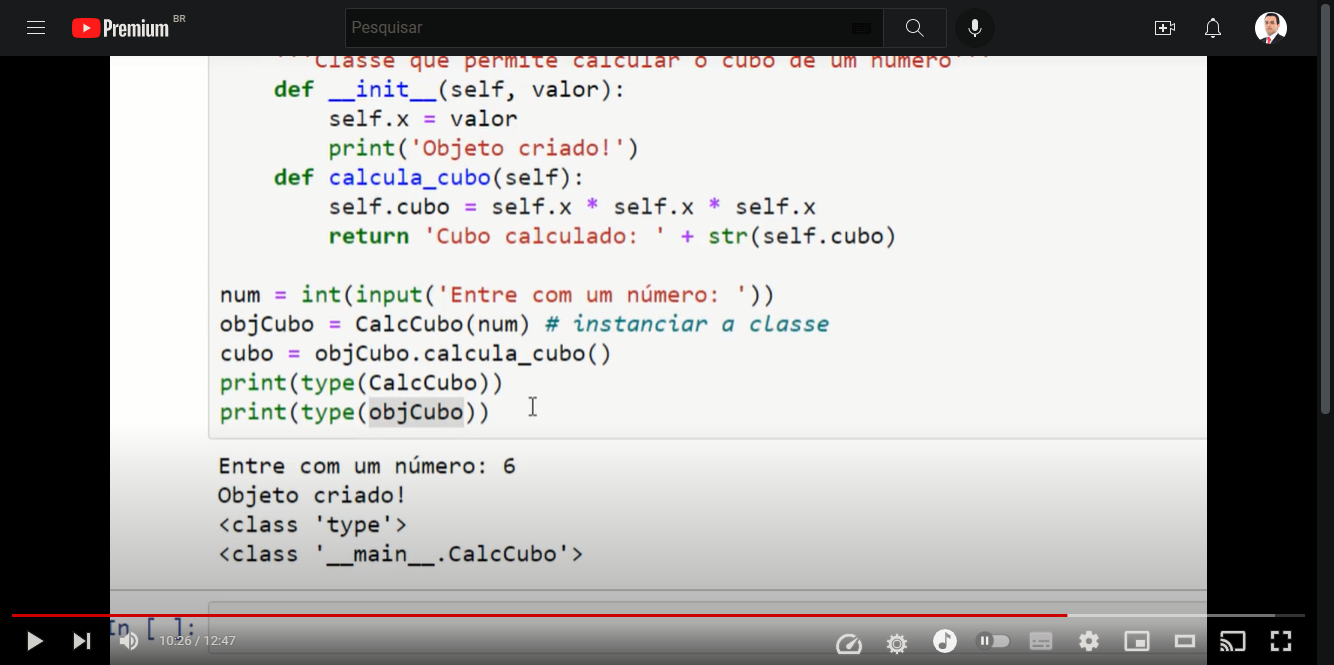 Premium BR
Pesquisar
'''Classe que permite calcular o cubo de um número'''
def __init__(self, valor):
self.x = valor
print('Objeto criado!')
def calcula_cubo(self):
self.cubo = self.x * self.x * self.x
return 'Cubo calculado: ' + str(self.cubo)
num = int(input('Entre com um número: '))
objCubo = CalcCubo(num) # instanciar a classe
cubo = objCubo.calcula_cubo()
print(type(CalcCubo))
print(type(objCubo))
Entre com um número: 6
Objeto criado!
<class 'type'>
<class '__main__.CalcCubo'>
In [ ]:
10:26 / 12:47